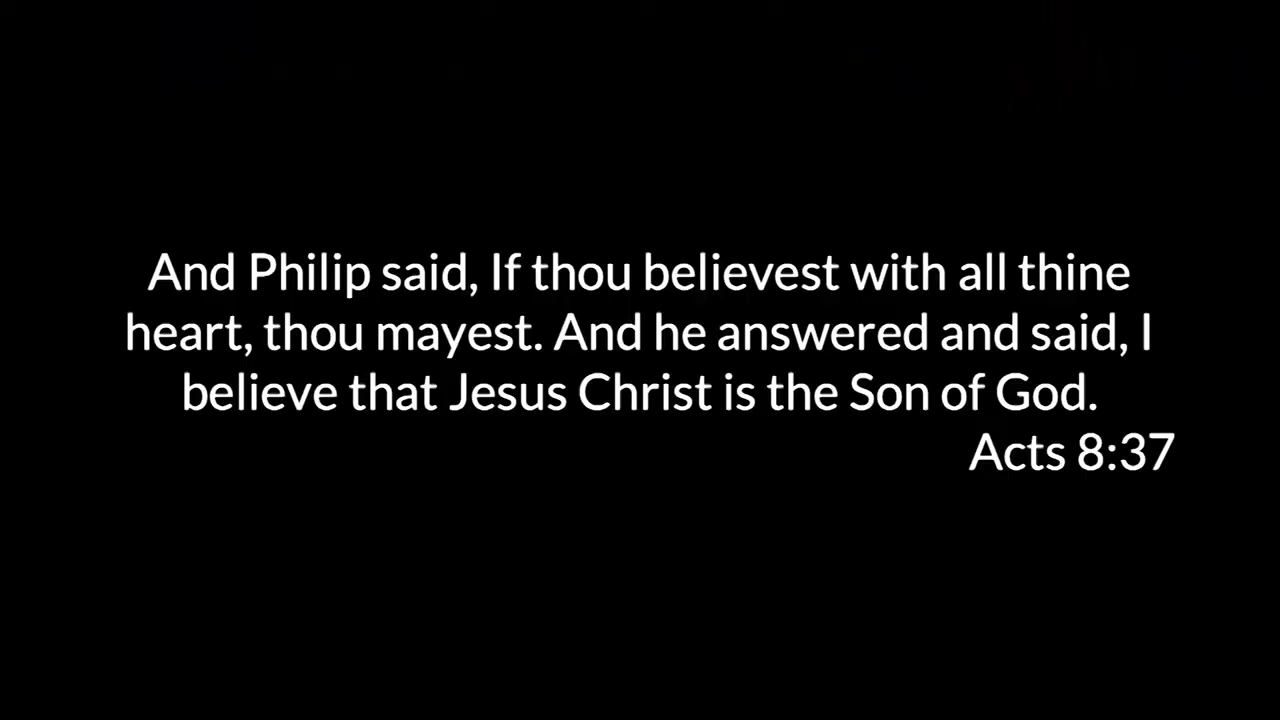 And Philip said, If thou believest with all thine
heart, thou mayest. And he answered and said, I
believe that Jesus Christ is the Son of God.
Acts 8:37